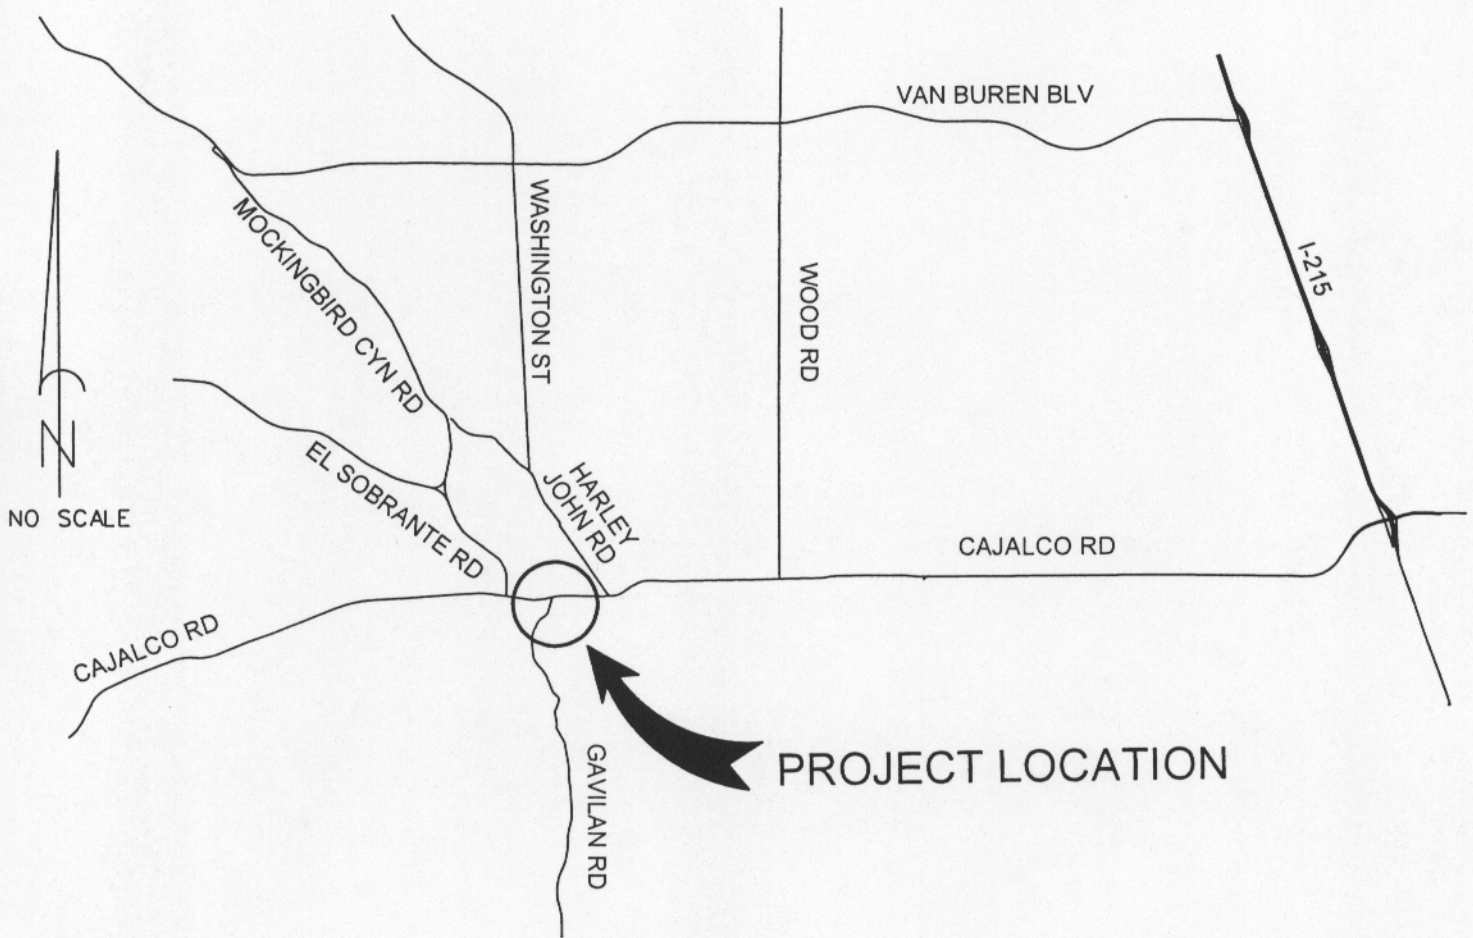 VAN BUREN BLV
WASHINGTON ST
MOCKINGBIRD CYN RD
WOOD RD
I-215
N
NO SCALE
EL SOBRANTE RD
HARLEY
JOHN RD
CAJALCO RD
CAJALCO RD
GAVILAN RD
PROJECT LOCATION